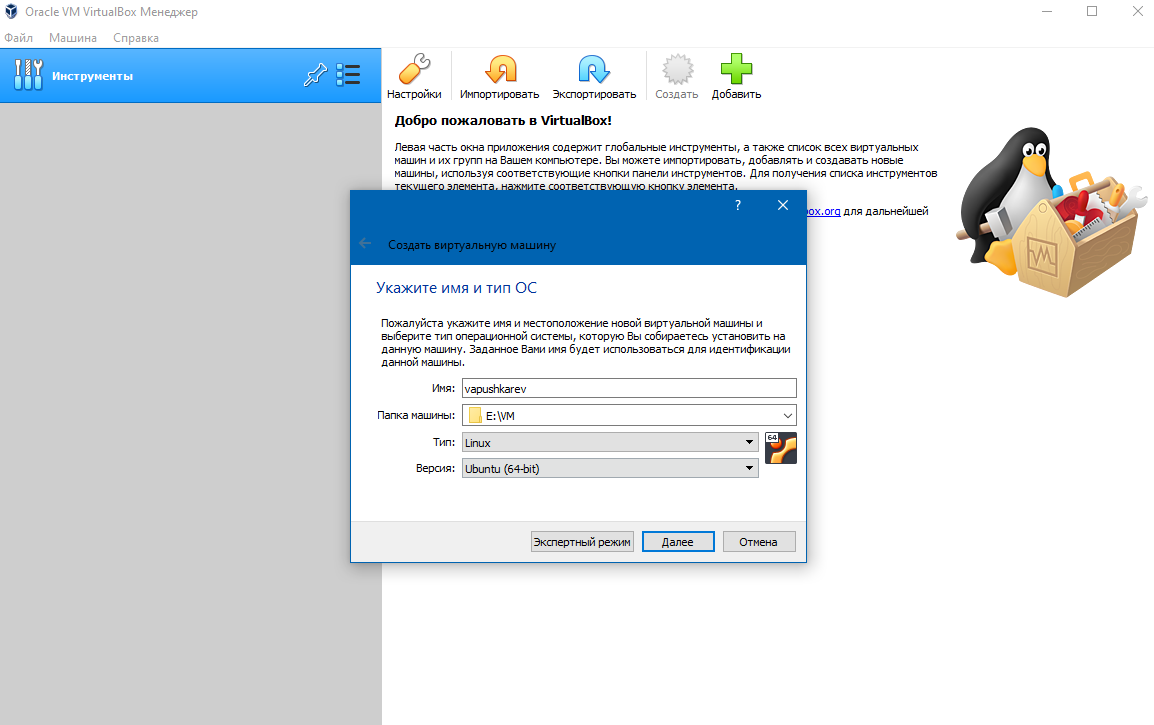 Oracle VM VirtualBox Менеджер
Файл Машина Справка
Инструменты
Настройки Импортировать Экспортировать Создать Добавить
Добро пожаловать в VirtualBox!
Левая часть окна приложения содержит глобальные инструменты, а также список всех виртуальных
машин и их групп на Вашем компьютере. Вы можете импортировать, добавлять и создавать новые
машины, используя соответствующие кнопки панели инструментов. Для получения списка инструментов
текущего элемента, нажмите соответствующую кнопку элемента.
box.org для дальнейшей
?
Создать виртуальную машину
Укажите имя и тип ОС
Пожалуйста укажите имя и местоположение новой виртуальной машины и
выберите тип операционной системы, которую Вы собираетесь установить на
данную машину. Заданное Вами имя будет использоваться для идентификации
данной машины.
Имя: vapushkarev
Папка машины: E:\VM
Тип: Linux
64
Версия: Ubuntu (64-bit)
Экспертный режим Далее Отмена